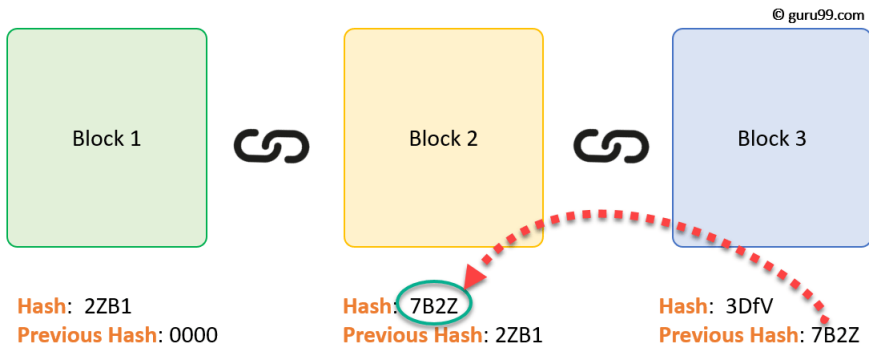 © guru99.com
Block 1
Block 2
Block 3
Hash: 2ZB1
Previous Hash: 0000
Hash: 7B2Z
Previous Hash: 2ZB1
Hash: 3DfV
Previous Hash: 7B2Z